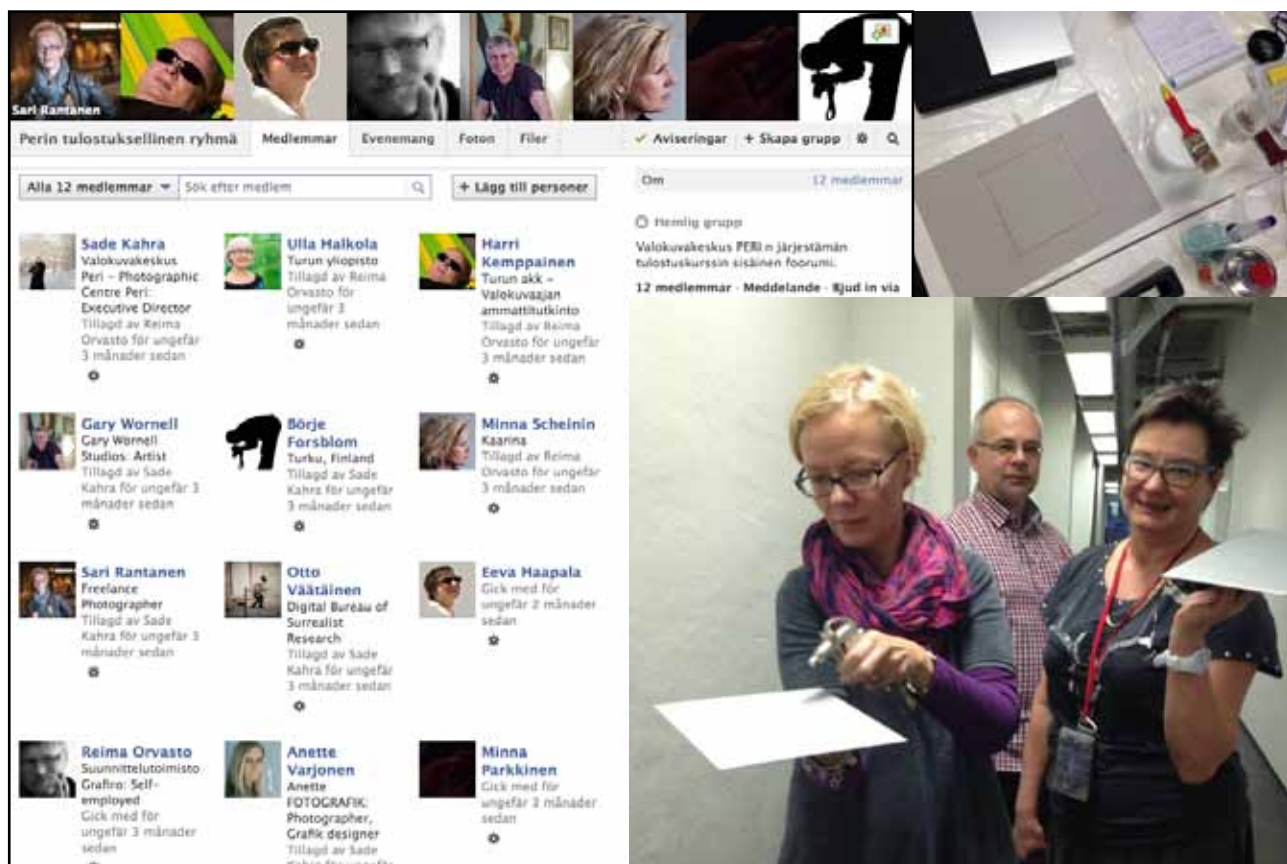 Sari Rantanen
Perin tulostuksellinen ryhmä Medlemmar Evenemang Foton Filer Aviseringar + Skapa grupp
Alla 12 medlemmar Sök efter medlem + Lägg till personer
Om 12 medlemmar
Hemlig grupp
Valokuvakeskus PERI:n järjestämän
tulostuskurssin sisäinen foorumi.
12 medlemmar · Meddelande · Bjud in via
Sade Kahra
Valokuvakeskus
Peri – Photographic
Centre Peri:
Executive Director
Tillagd av Reima
Orvasto för ungefär
3 månader sedan
Ulla Halkola
Turun yliopisto
Tillagd av Reima
Orvasto för
ungefär 3
månader sedan
Harri
Kemppainen
Turun akk –
Valokuvaajan
ammattitutkinto
Tillagd av Reima
Orvasto för ungefär
3 månader sedan
Gary Wornell
Gary Wornell
Studios: Artist
Tillagd av Sade
Kahra för ungefär 3
månader sedan
Börje
Forsblom
Turku, Finland
Tillagd av Sade
Kahra för ungefär
3 månader sedan
Minna Scheinin
Kaarina
Tillagd av Reima
Orvasto för ungefär
3 månader sedan
Sari Rantanen
Freelance
Photographer
Tillagd av Sade
Kahra för ungefär 3
månader sedan
Otto
Väätäinen
Digital Bureau of
Surrealist
Research
Tillagd av Sade
Kahra för ungefär
3 månader sedan
Eeva Haapala
Gick med för
ungefär 2 månader
sedan
Reima Orvasto
Suunnittelutoimisto
Grafiro: Self-
employed
Gick med för
ungefär 3 månader
sedan
Anette
Varjonen
Anette
FOTOGRAFIK:
Photographer,
Grafik designer
Tillagd av Sade
Kahra för ungefär
Minna
Parkkinen
Gick med för
ungefär 3 månader
sedan